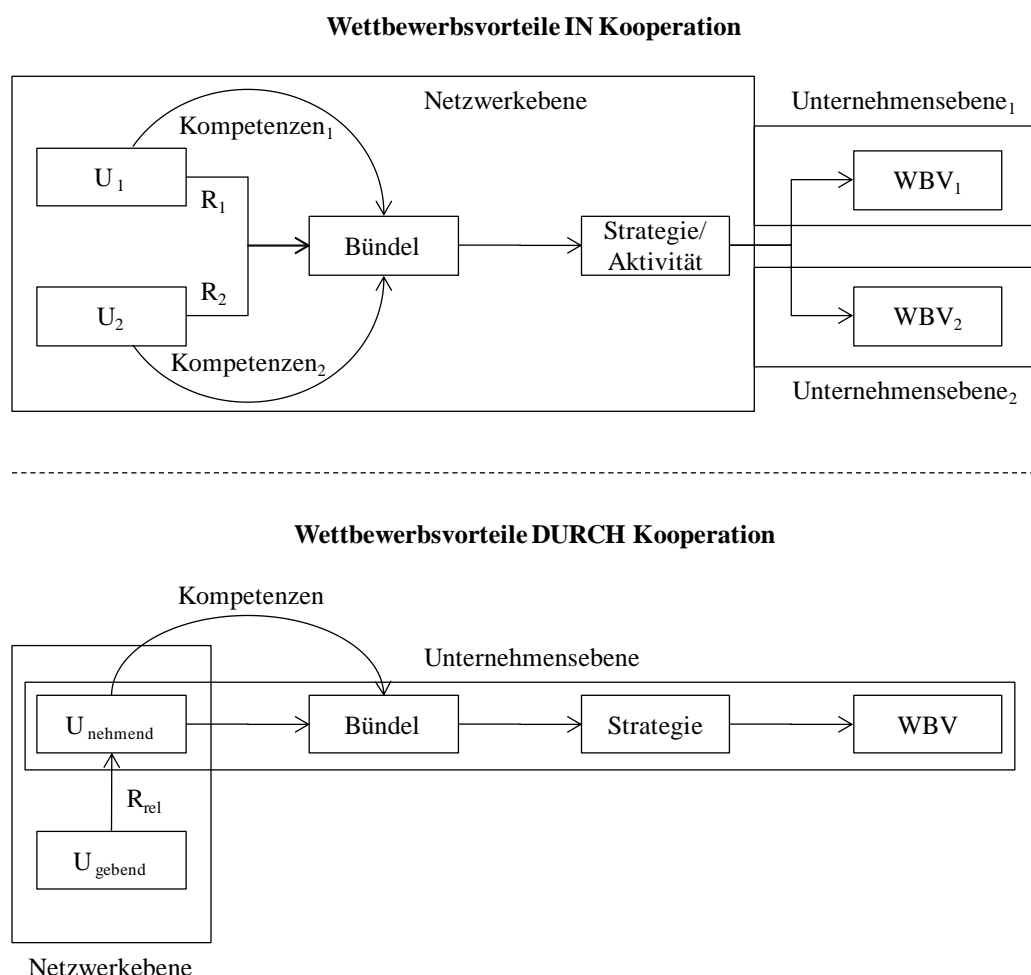 Wettbewerbsvorteile IN Kooperation
Netzwerkebene
Unternehmensebene₁
Kompetenzen₁
U₁
R₁
WBV₁
Bündel
Strategie/
Aktivität
R₂
U₂
WBV₂
Kompetenzen₂
Unternehmensebene₂
Wettbewerbsvorteile DURCH Kooperation
Kompetenzen
Unternehmensebene
U nehmend
Bündel
Strategie
WBV
R rel
U gebend
Netzwerkebene